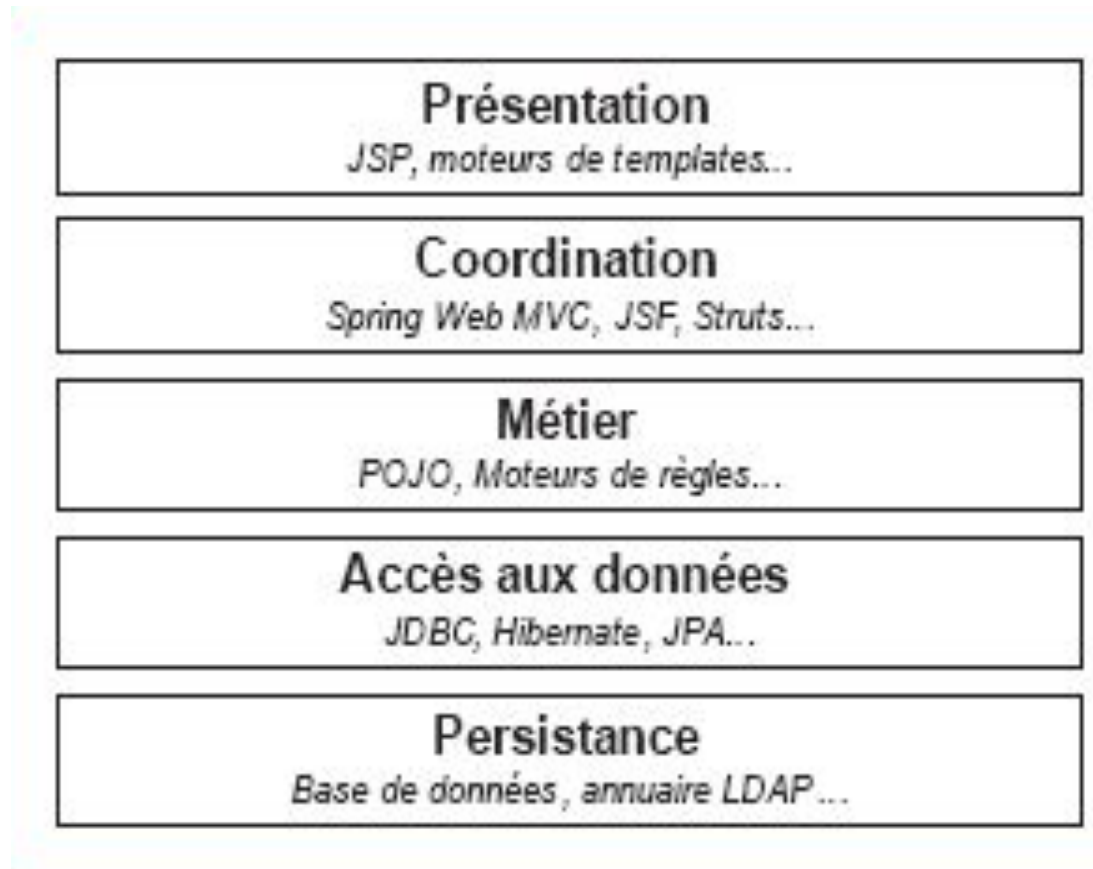 Présentation
JSP, moteurs de templates...
Coordination
Spring Web MVC, JSF, Struts...
Métier
POJO, Moteurs de règles...
Accès aux données
JDBC, Hibernate, JPA...
Persistance
Base de données, annuaire LDAP...